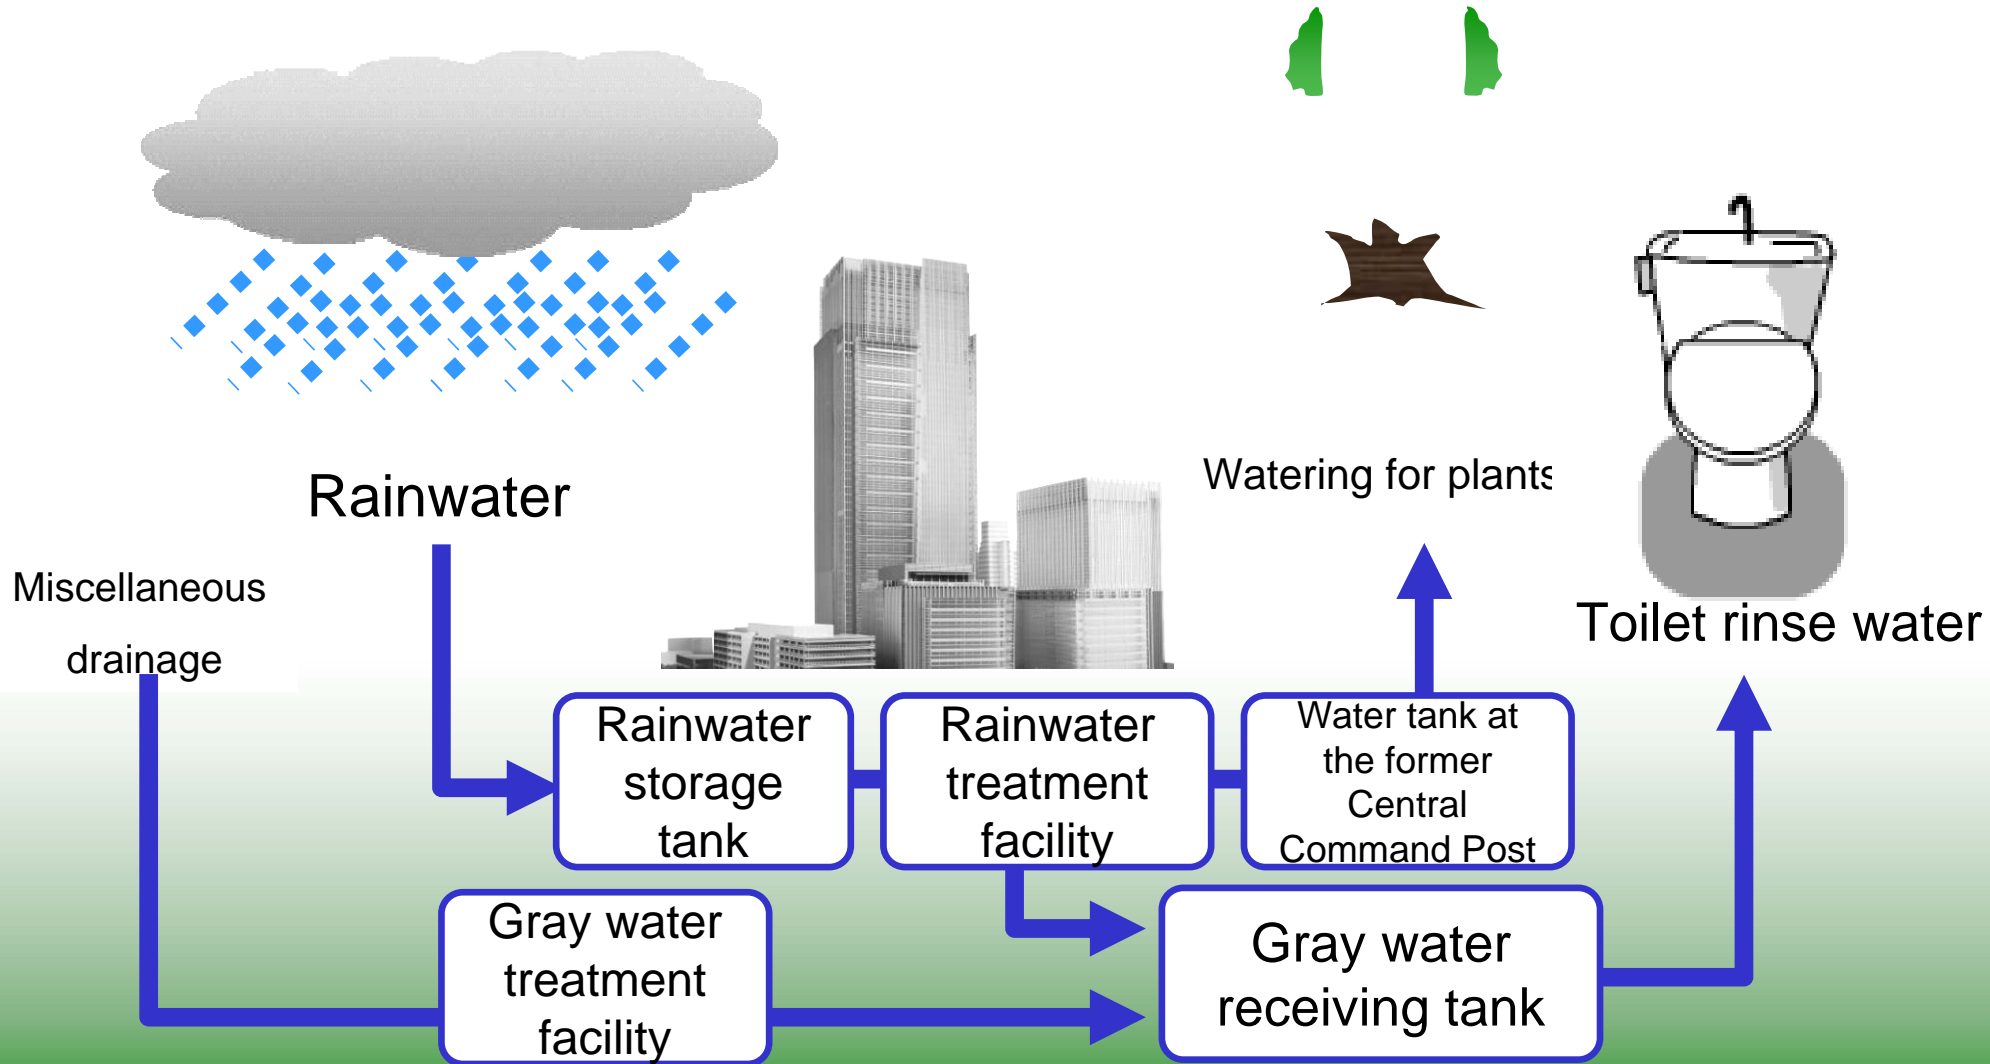 Rainwater
Watering for plants
Miscellaneous
drainage
Toilet rinse water
Rainwater
storage
tank
Rainwater
treatment
facility
Water tank at
the former
Central
Command Post
Gray water
treatment
facility
Gray water
receiving tank